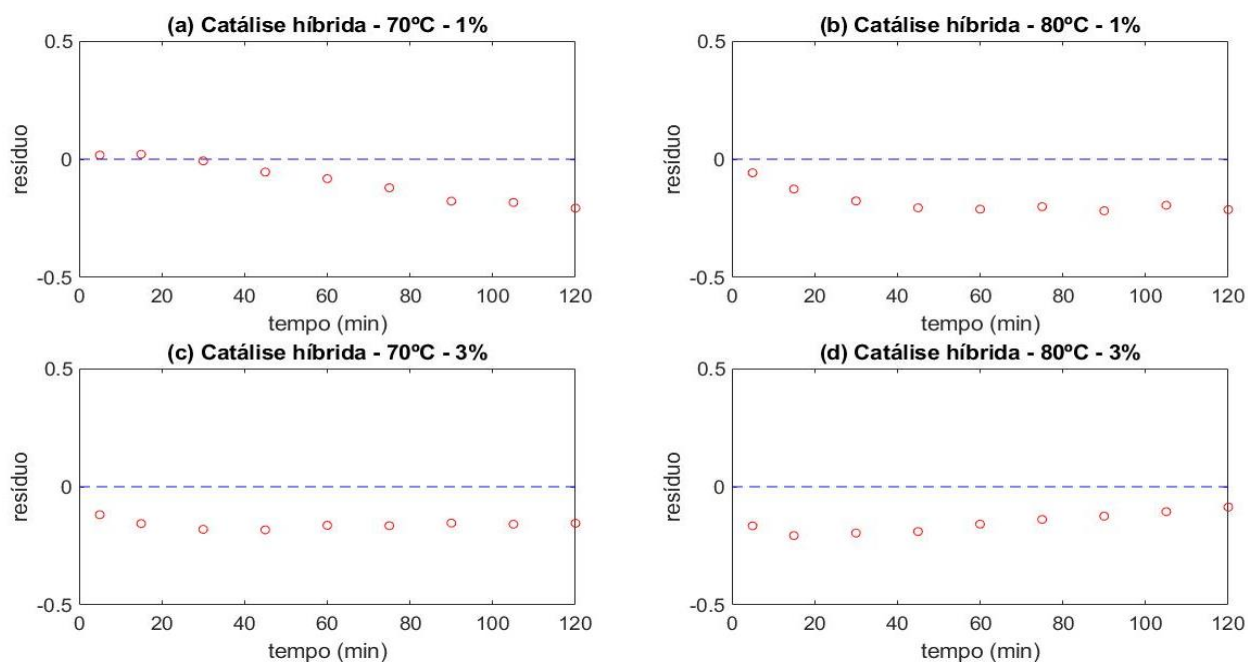 (a) Catálise híbrida - 70ºC - 1%
0.5
0
-0.5
resíduo
0 20 40 60 80 100 120
tempo (min)
(b) Catálise híbrida - 80ºC - 1%
0.5
0
-0.5
resíduo
0 20 40 60 80 100 120
tempo (min)
(c) Catálise híbrida - 70ºC - 3%
0.5
0
-0.5
resíduo
0 20 40 60 80 100 120
tempo (min)
(d) Catálise híbrida - 80ºC - 3%
0.5
0
-0.5
resíduo
0 20 40 60 80 100 120
tempo (min)